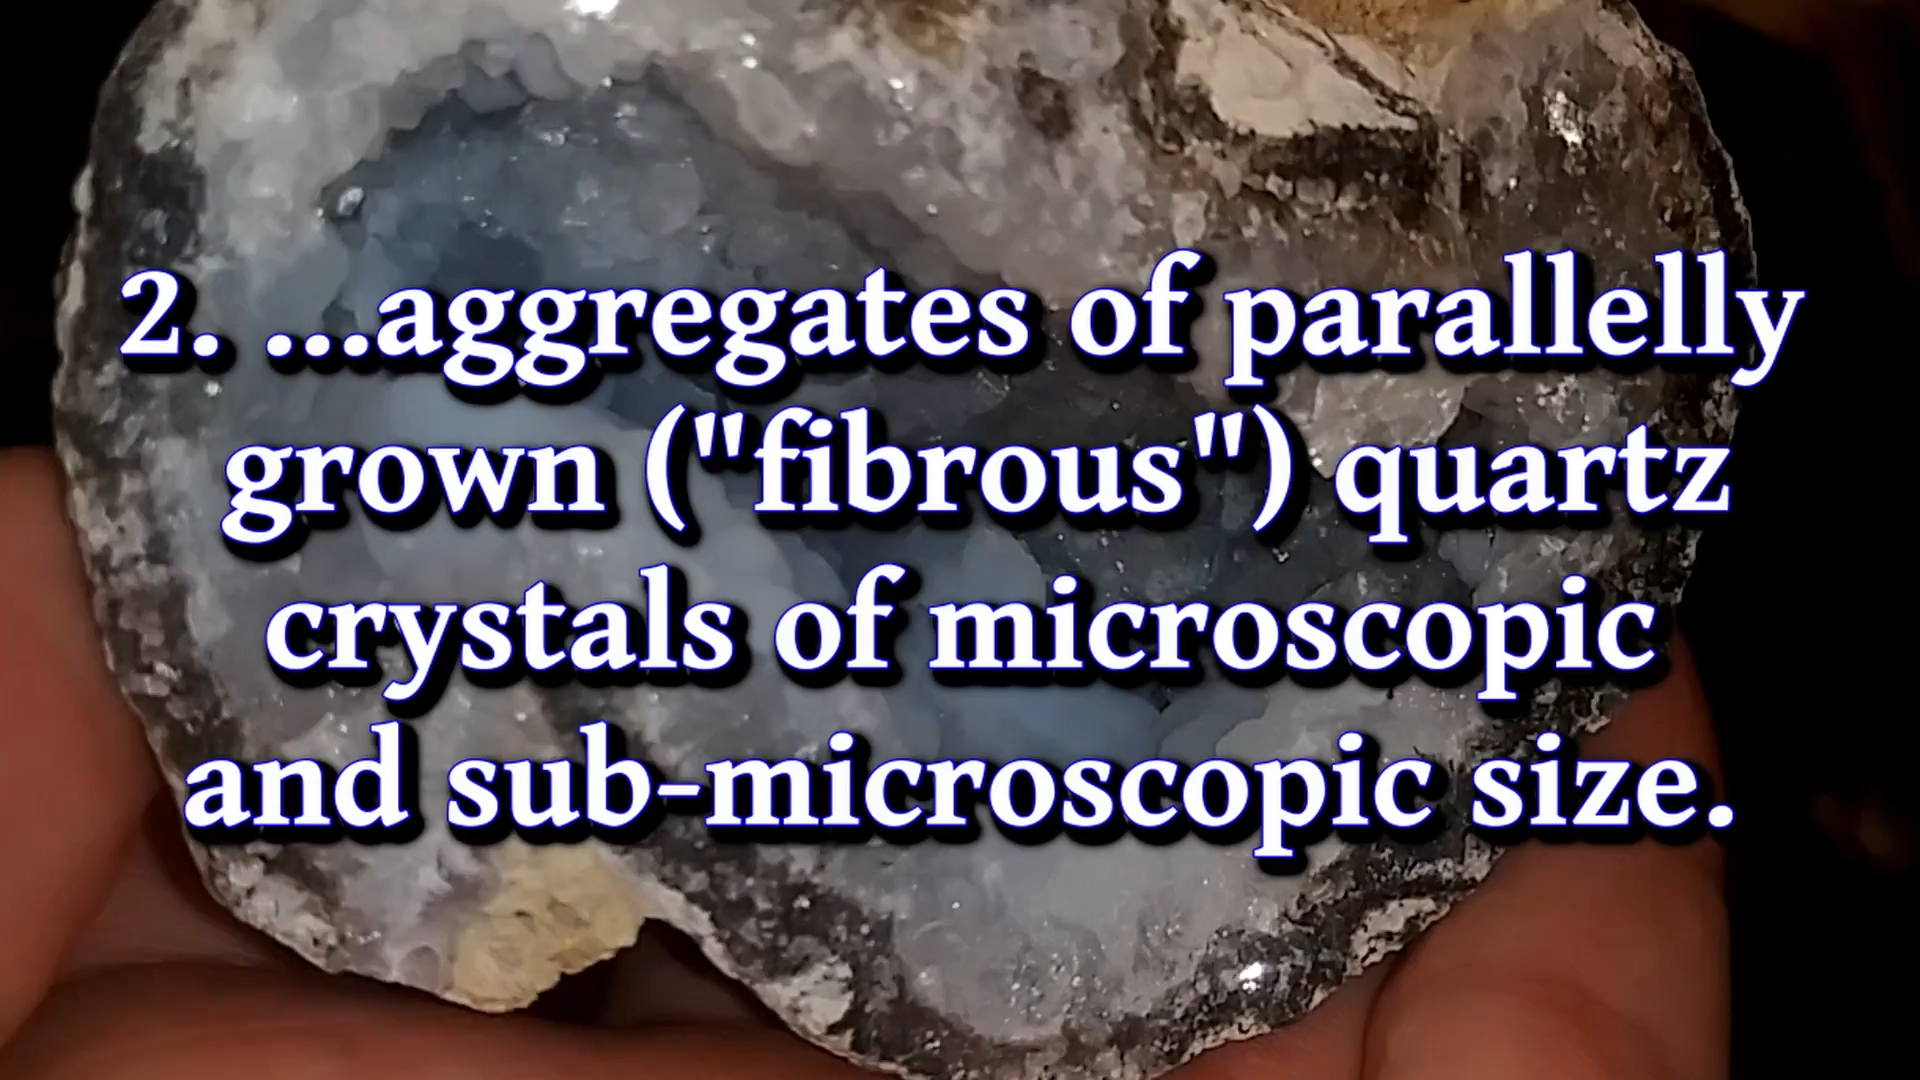 2. ...aggregates of parallelly
grown ("fibrous") quartz
crystals of microscopic
and sub-microscopic size.